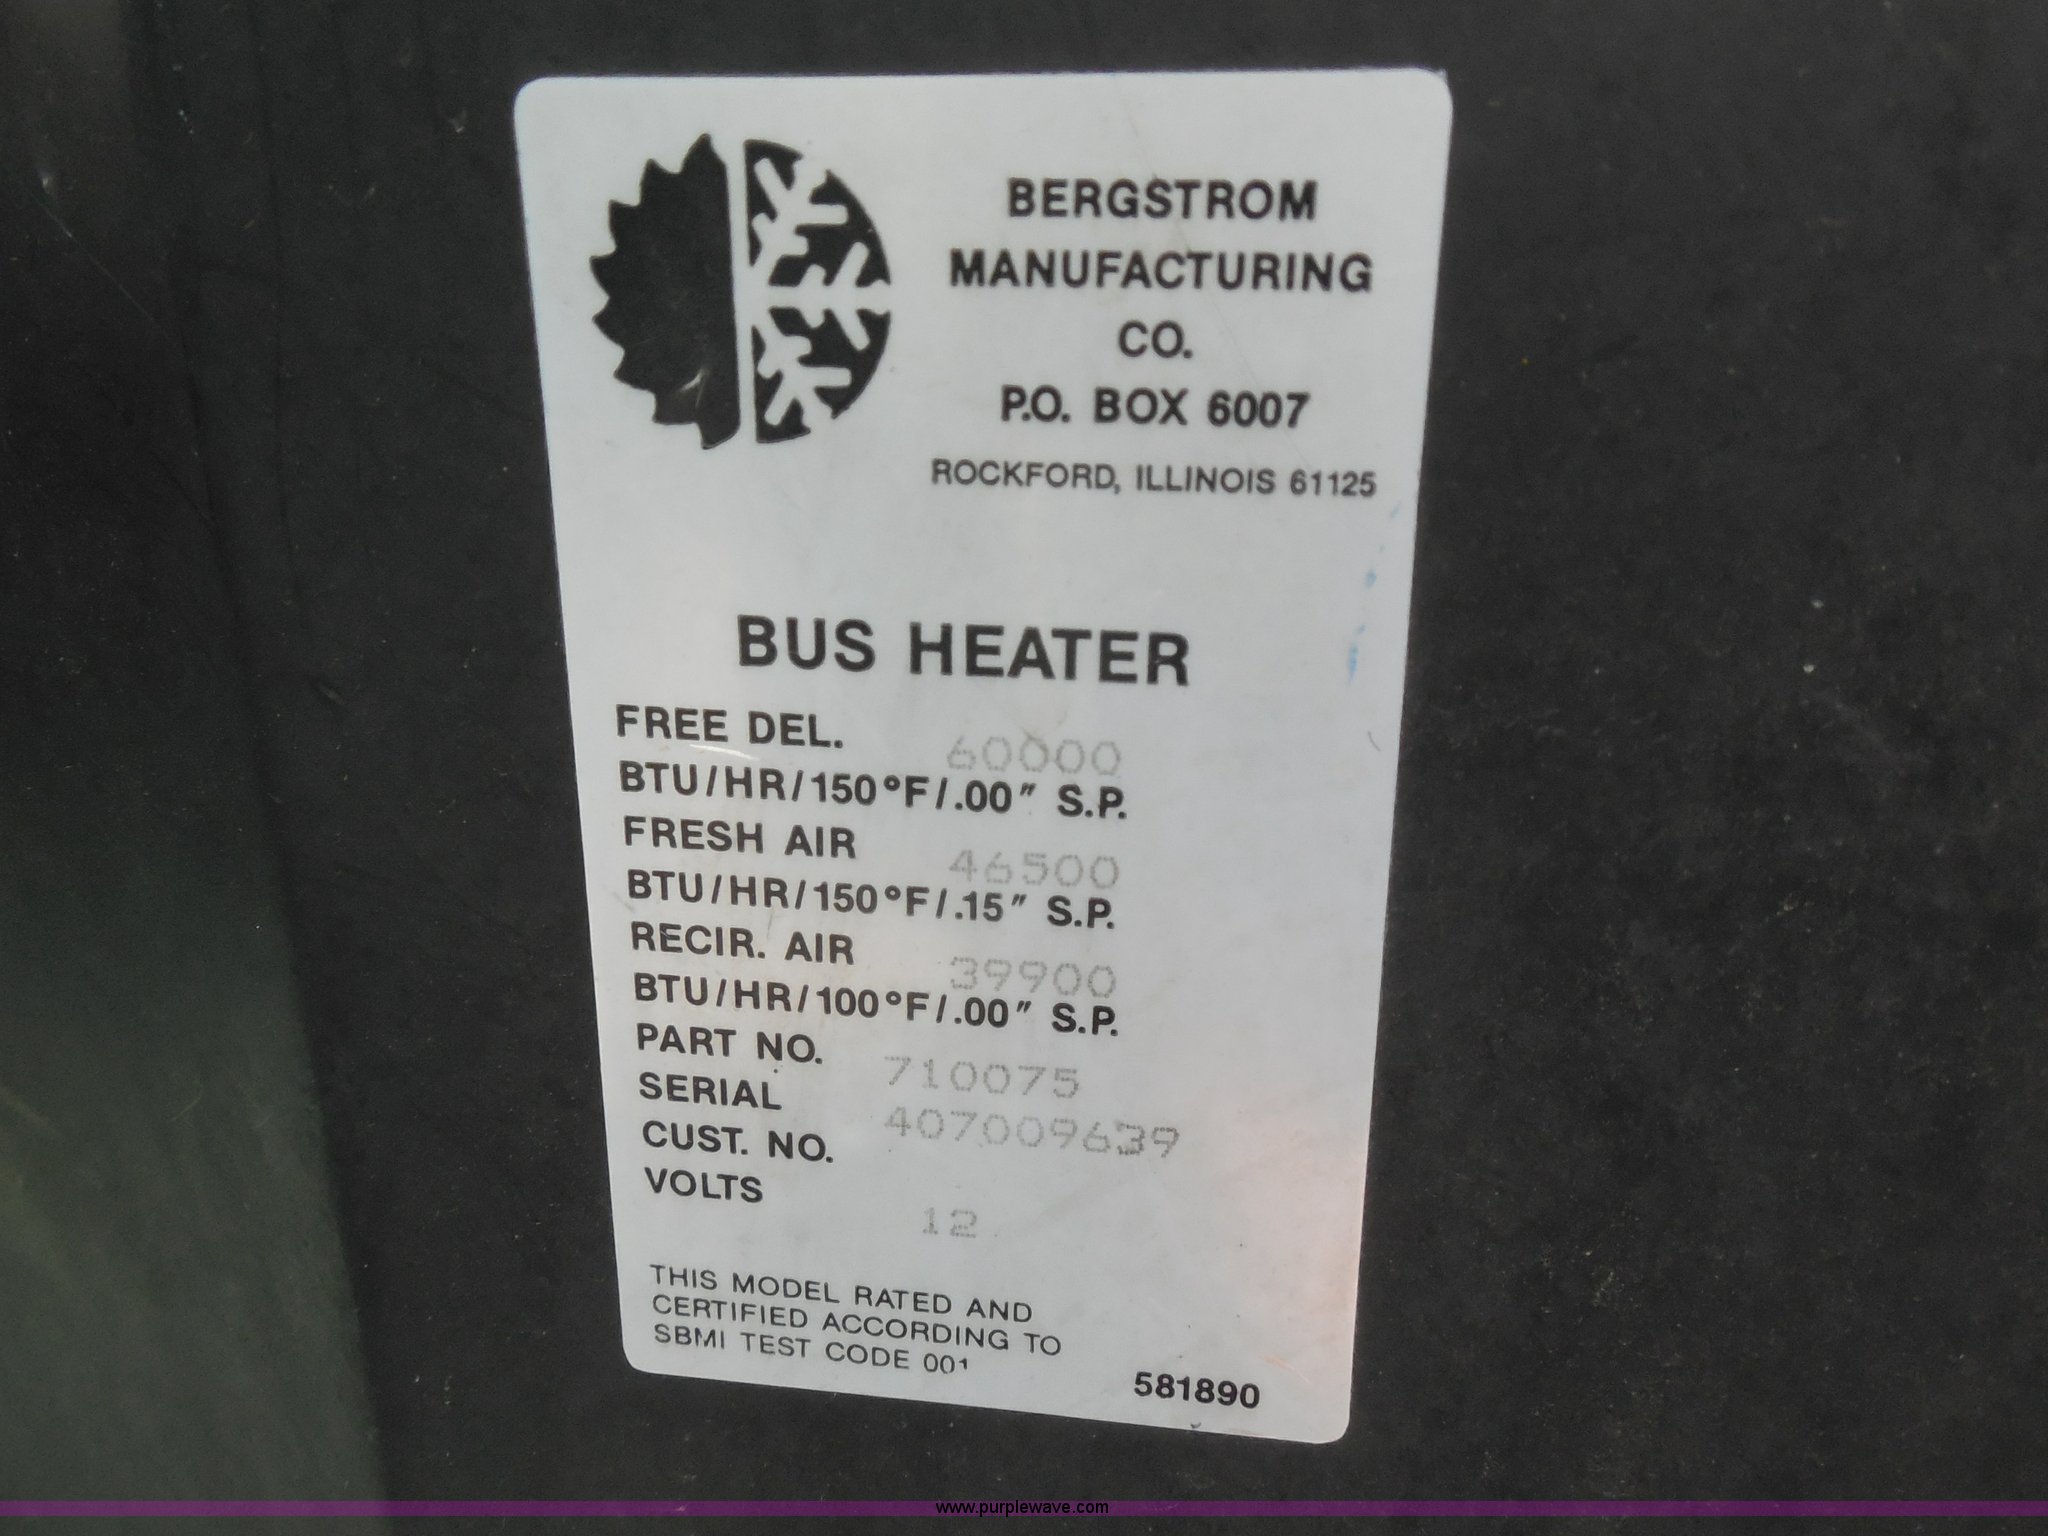 BERGSTROM
MANUFACTURING
CO.
P.O. BOX 6007
ROCKFORD, ILLINOIS 61125
BUS HEATER
FREE DEL. 60000
BTU/HR/150°F/.00" S.P.
FRESH AIR 46500
BTU/HR/150°F/.15" S.P.
RECIR. AIR 39900
BTU/HR/100°F/.00" S.P.
PART NO. 710075
SERIAL 407009639
CUST. NO.
VOLTS 12
THIS MODEL RATED AND
CERTIFIED ACCORDING TO
SBMI TEST CODE 001
581890
www.purplewave.com